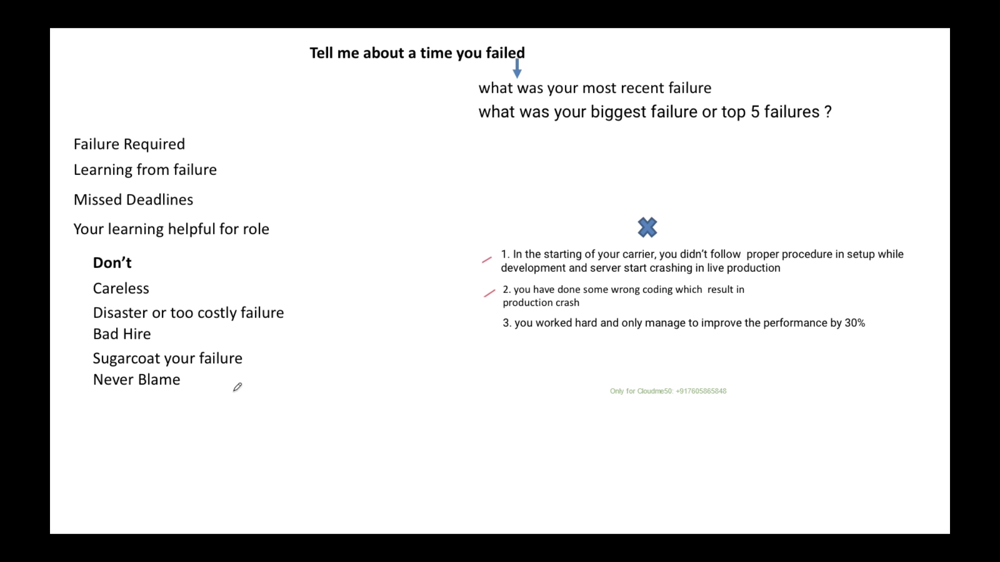 Tell me about a time you failed
what was your most recent failure
what was your biggest failure or top 5 failures ?
Failure Required
Learning from failure
Missed Deadlines
Your learning helpful for role
Don’t
Careless
Disaster or too costly failure
Bad Hire
Sugarcoat your failure
Never Blame
1. In the starting of your carrier, you didn’t follow  proper procedure in setup while
development and server start crashing in live production
2. you have done some wrong coding which  result in
production crash
3. you worked hard and only manage to improve the performance by 30%
Only for Cloudme50: +917605865848